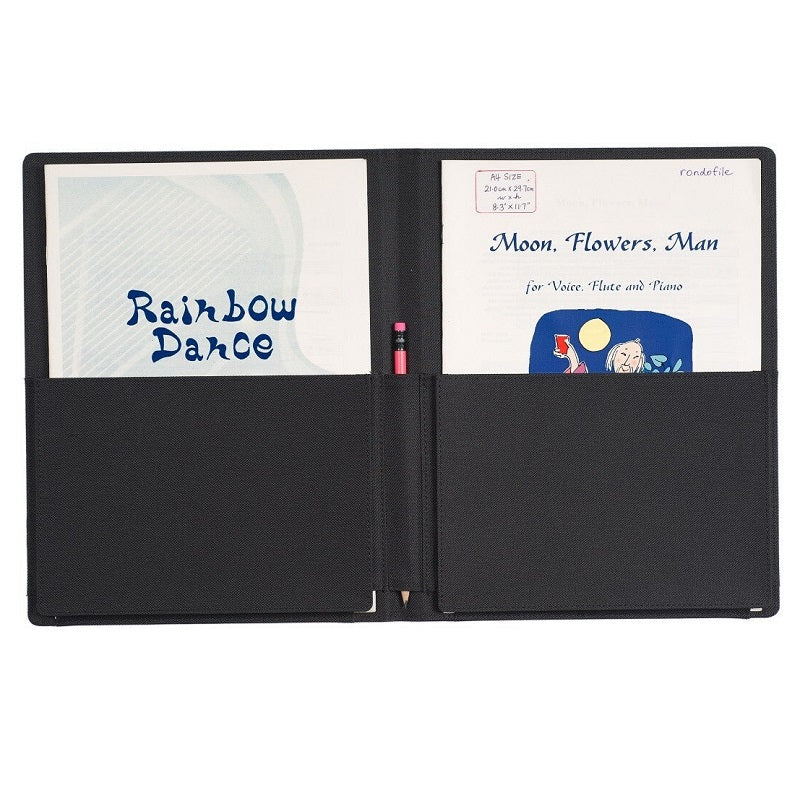 Rainbow
Dance
A4 SIZE
21.0cm x 29.7cm
w x h
8.3" x 11.7"
rondofile
Moon, Flowers, Man
for Voice, Flute and Piano